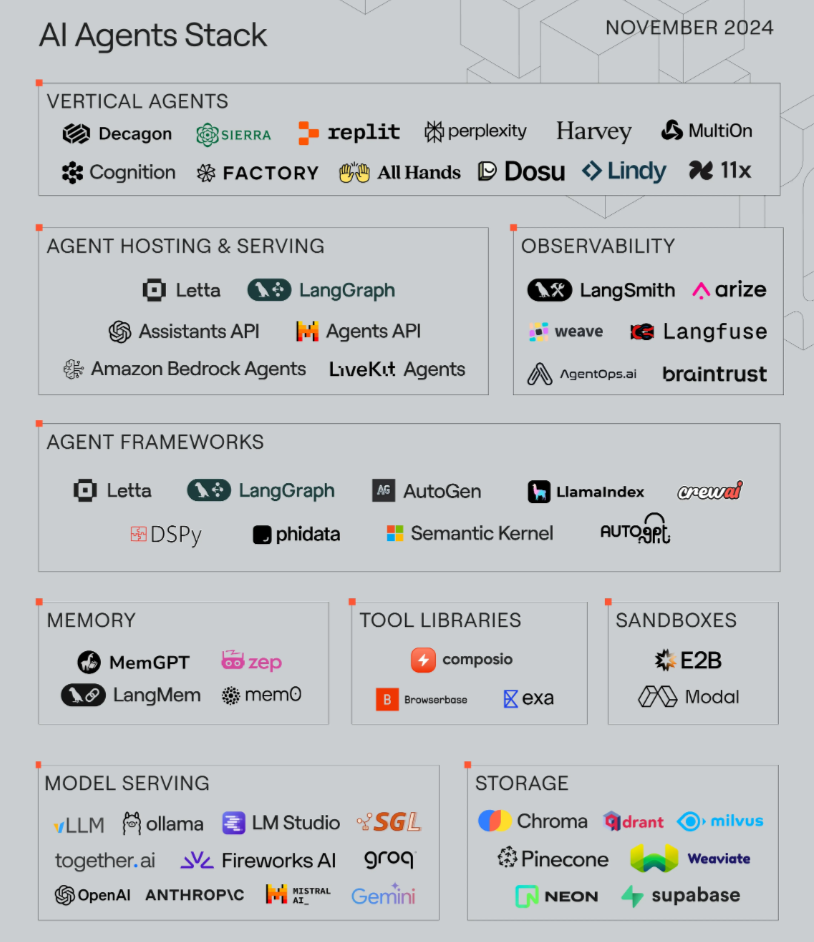 AI Agents Stack
NOVEMBER 2024
VERTICAL AGENTS
Decagon SIERRA replit perplexity Harvey MultiOn
Cognition FACTORY All Hands Dosu Lindy 11x
AGENT HOSTING & SERVING
Letta LangGraph
Assistants API Agents API
Amazon Bedrock Agents LiveKit Agents
OBSERVABILITY
LangSmith arize
weave Langfuse
AgentOps.ai braintrust
AGENT FRAMEWORKS
Letta LangGraph AG AutoGen LlamaIndex crewai
DSPy phidata Semantic Kernel AUTOgpt
MEMORY
MemGPT zep
LangMem mem0
TOOL LIBRARIES
composio
B Browserbase exa
SANDBOXES
E2B
Modal
MODEL SERVING
vLLM ollama LM Studio SGL
together.ai Fireworks AI groq
OpenAI ANTHROP\C MISTRAL AI_ Gemini
STORAGE
Chroma qdrant milvus
Pinecone Weaviate
NEON supabase